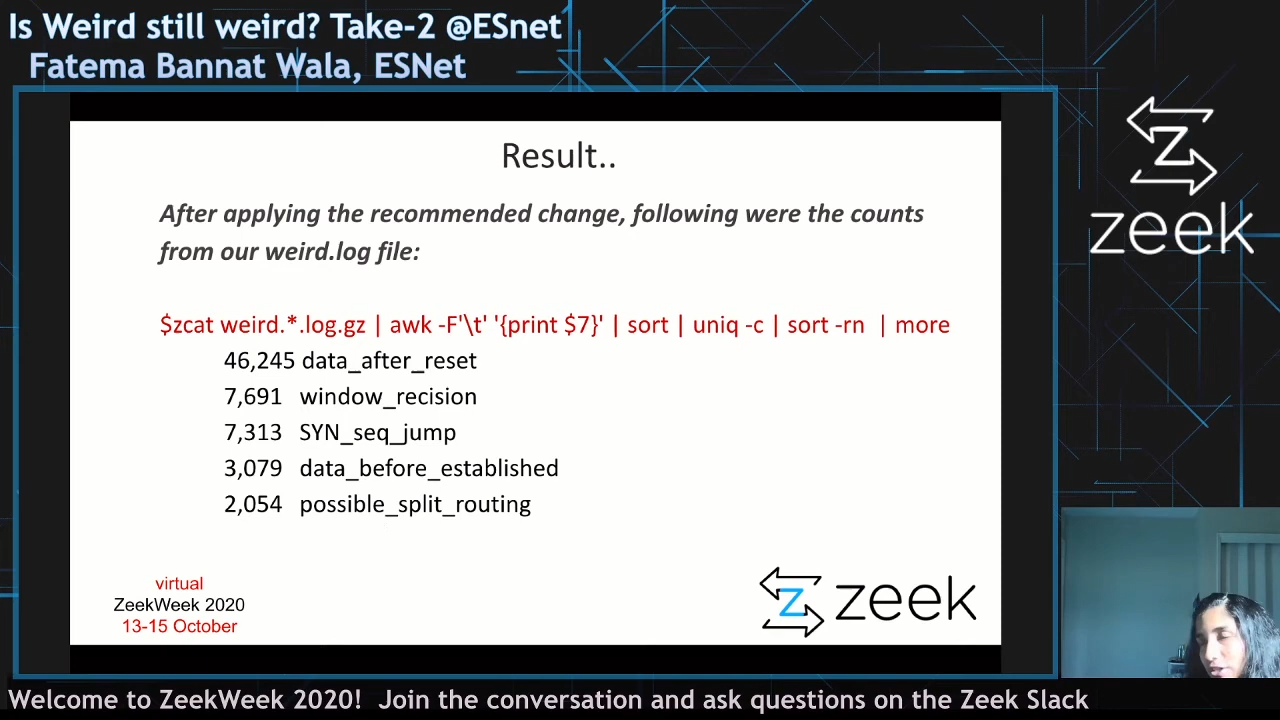 Is Weird still weird? Take-2 @ESnet
Fatema Bannat Wala, ESNet
zeek
Result..
After applying the recommended change, following were the counts
from our weird.log file:
$zcat weird.*.log.gz | awk -F'\t' '{print $7}' | sort | uniq -c | sort -rn | more
46,245 data_after_reset
7,691 window_recision
7,313 SYN_seq_jump
3,079 data_before_established
2,054 possible_split_routing
virtual
ZeekWeek 2020
13-15 October
zeek
Welcome to ZeekWeek 2020! Join the conversation and ask questions on the Zeek Slack